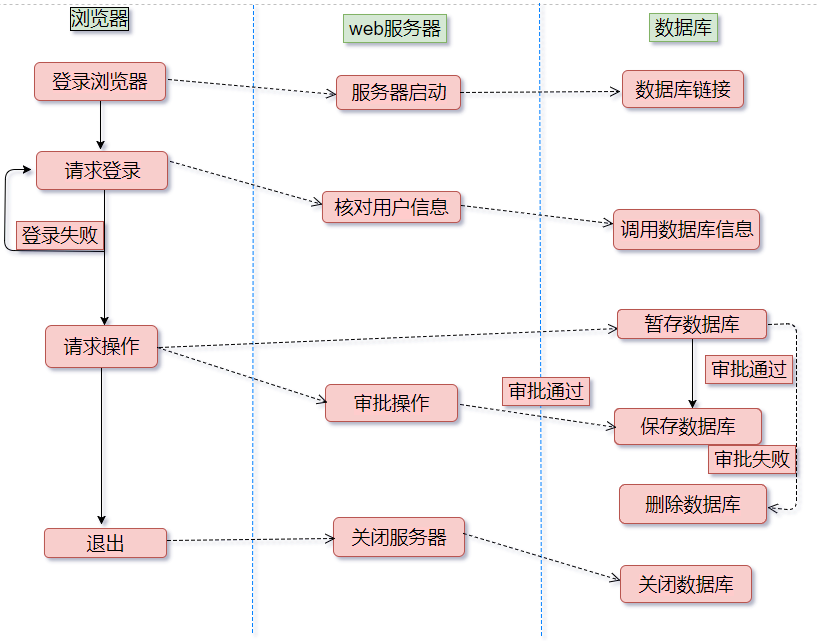 浏览器
web服务器
数据库
登录浏览器
服务器启动
数据库链接
请求登录
核对用户信息
调用数据库信息
登录失败
请求操作
暂存数据库
审批通过
审批操作
审批通过
保存数据库
审批失败
删除数据库
退出
关闭服务器
关闭数据库